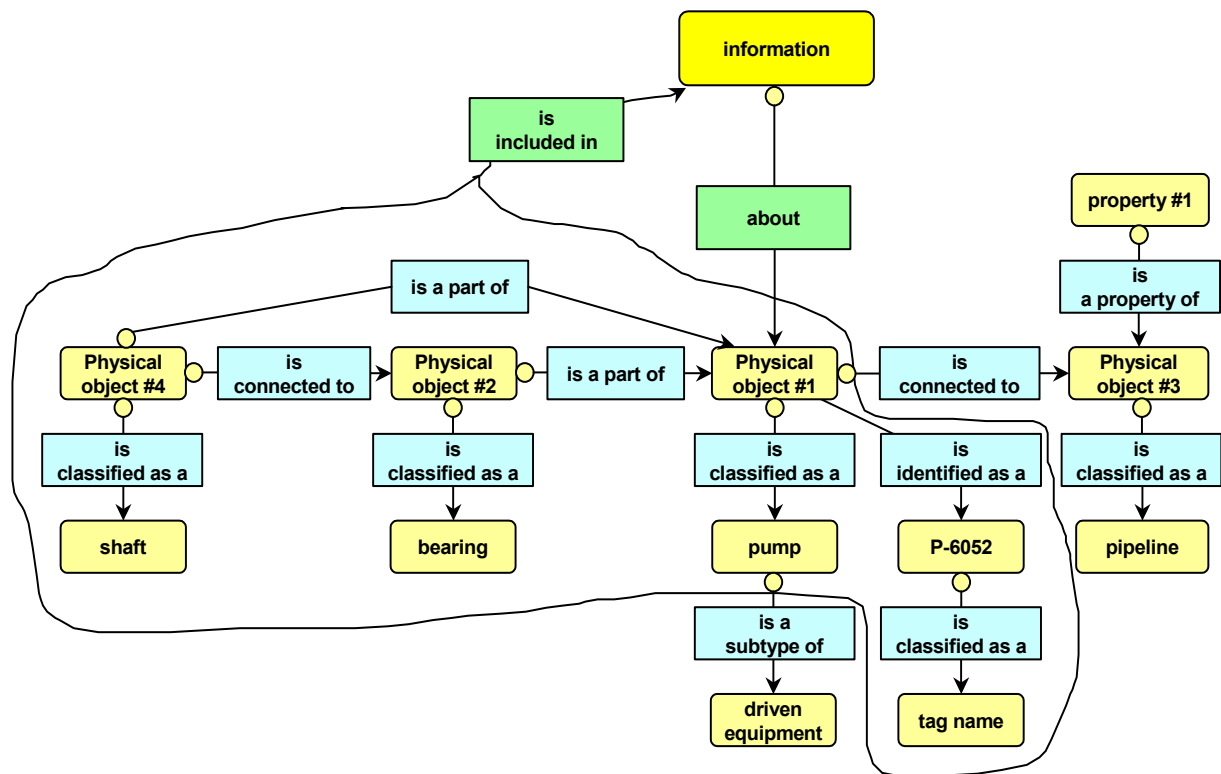 information
is
included in
about
property #1
is
a property of
is a part of
Physical
object #4
is
connected to
Physical
object #2
is a part of
Physical
object #1
is
connected to
Physical
object #3
is
classified as a
is
classified as a
is
classified as a
is
identified as a
is
classified as a
shaft
bearing
pump
P-6052
pipeline
is a
subtype of
is
classified as a
driven
equipment
tag name